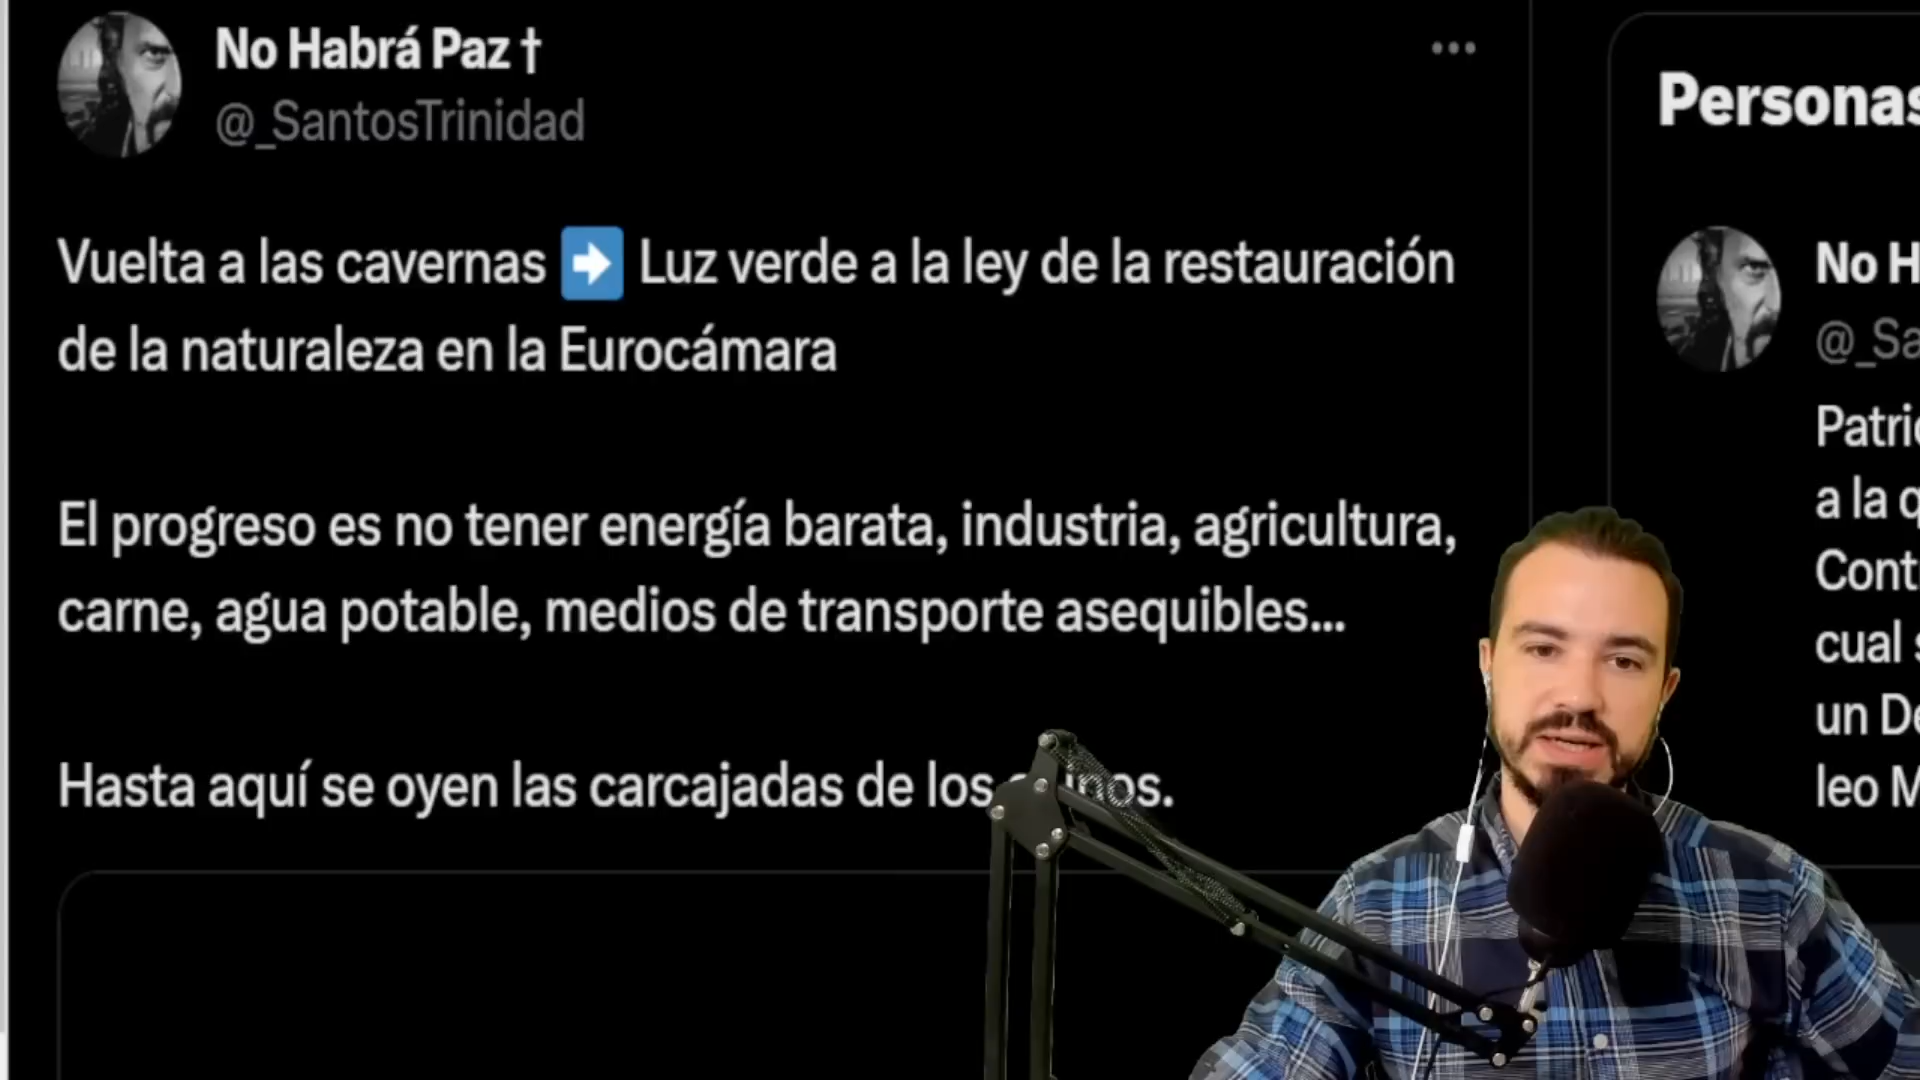 No Habrá Paz †
@_SantosTrinidad
Vuelta a las cavernas ➡ Luz verde a la ley de la restauración
de la naturaleza en la Eurocámara
El progreso es no tener energía barata, industria, agricultura,
carne, agua potable, medios de transporte asequibles...
Hasta aquí se oyen las carcajadas de los
Personas
No H
@_Sa
Patric
a la q
Cont
cual s
un De
leo M